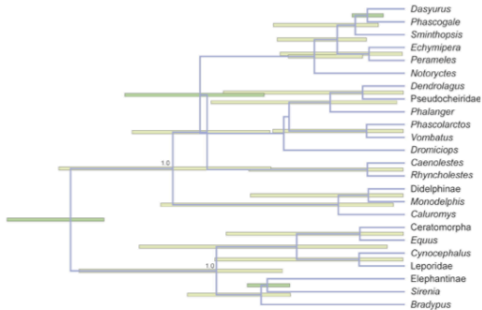 Dasyurus
Phascogale
Sminthopsis
Echymipera
Perameles
Notoryctes
Dendrolagus
Pseudocheiridae
Phalanger
Phascolarctos
Vombatus
Dromiciops
Caenolestes
1.0
Rhyncholestes
Didelphinae
Monodelphis
Caluromys
Ceratomorpha
Equus
Cynocephalus
1.0
Leporidae
Elephantinae
Sirenia
Bradypus